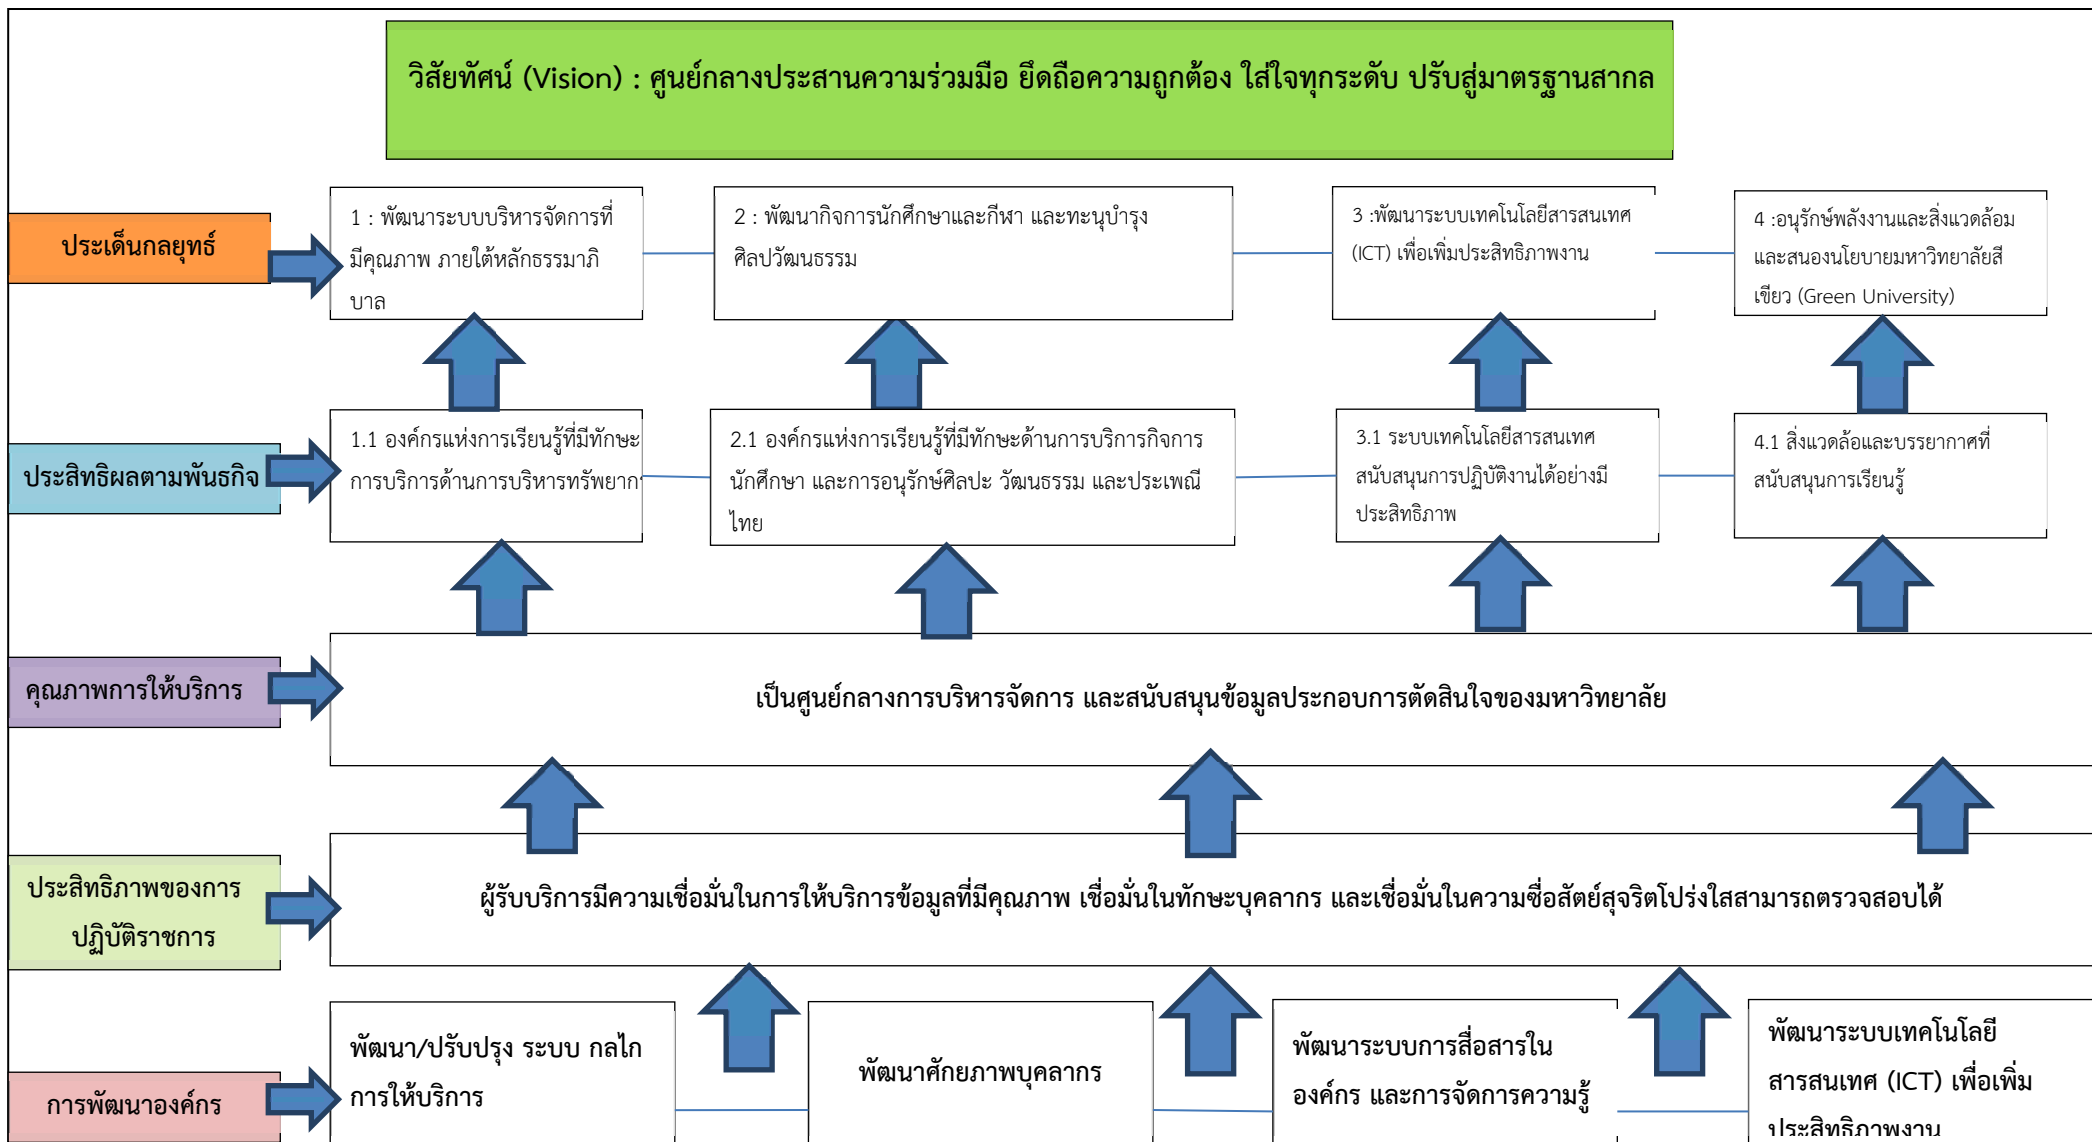 วิสัยทัศน์ (Vision) : ศูนย์กลางประสานความร่วมมือ ยึดถือความถูกต้อง ใส่ใจทุกระดับ ปรับสู่มาตรฐานสากล
ประเด็นกลยุทธ์
1 : พัฒนาระบบบริหารจัดการที่
มีคุณภาพ ภายใต้หลักธรรมาภิ
บาล
2 : พัฒนากิจการนักศึกษาและกีฬา และทะนุบำรุง
ศิลปวัฒนธรรม
3 :พัฒนาระบบเทคโนโลยีสารสนเทศ
(ICT) เพื่อเพิ่มประสิทธิภาพงาน
4 :อนุรักษ์พลังงานและสิ่งแวดล้อม
และสนองนโยบายมหาวิทยาลัยสี
เขียว (Green University)
ประสิทธิผลตามพันธกิจ
1.1 องค์กรแห่งการเรียนรู้ที่มีทักษะ
การบริการด้านการบริหารทรัพยาก
2.1 องค์กรแห่งการเรียนรู้ที่มีทักษะด้านการบริการกิจการ
นักศึกษา และการอนุรักษ์ศิลปะ วัฒนธรรม และประเพณี
ไทย
3.1 ระบบเทคโนโลยีสารสนเทศ
สนับสนุนการปฏิบัติงานได้อย่างมี
ประสิทธิภาพ
4.1 สิ่งแวดล้อและบรรยากาศที่
สนับสนุนการเรียนรู้
คุณภาพการให้บริการ
เป็นศูนย์กลางการบริหารจัดการ และสนับสนุนข้อมูลประกอบการตัดสินใจของมหาวิทยาลัย
ประสิทธิภาพของการ
ปฏิบัติราชการ
ผู้รับบริการมีความเชื่อมั่นในการให้บริการข้อมูลที่มีคุณภาพ เชื่อมั่นในทักษะบุคลากร และเชื่อมั่นในความซื่อสัตย์สุจริตโปร่งใสสามารถตรวจสอบได้
การพัฒนาองค์กร
พัฒนา/ปรับปรุง ระบบ กลไก
การให้บริการ
พัฒนาศักยภาพบุคลากร
พัฒนาระบบการสื่อสารใน
องค์กร และการจัดการความรู้
พัฒนาระบบเทคโนโลยี
สารสนเทศ (ICT) เพื่อเพิ่ม
ประสิทธิภาพงาน